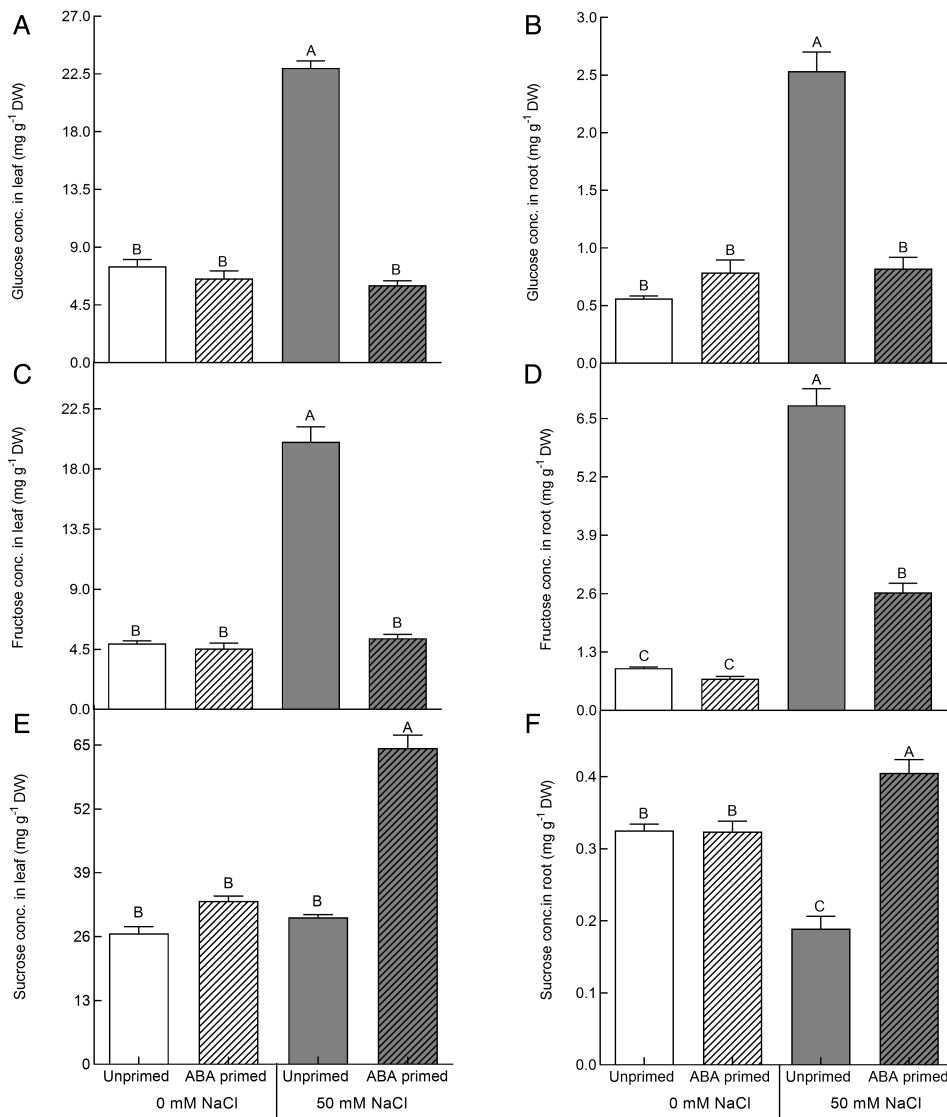 A
Glucose conc. in leaf (mg g⁻¹ DW)
27.0
22.5
18.0
13.5
9.0
4.5
0.0
B
B
A
B
B
Glucose conc. in root (mg g⁻¹ DW)
3.0
2.5
2.0
1.5
1.0
0.5
0.0
B
B
A
B
C
Fructose conc. in leaf (mg g⁻¹ DW)
22.5
18.0
13.5
9.0
4.5
0.0
B
B
A
B
D
Fructose conc. in root (mg g⁻¹ DW)
6.5
5.2
3.9
2.6
1.3
0.0
C
C
A
B
E
Sucrose conc. in leaf (mg g⁻¹ DW)
65
52
39
26
13
0
B
B
B
A
F
Sucrose conc.in root (mg g⁻¹ DW)
0.4
0.3
0.2
0.1
0.0
B
B
C
A
Unprimed ABA primed Unprimed ABA primed
0 mM NaCl 50 mM NaCl
Unprimed ABA primed Unprimed ABA primed
0 mM NaCl 50 mM NaCl